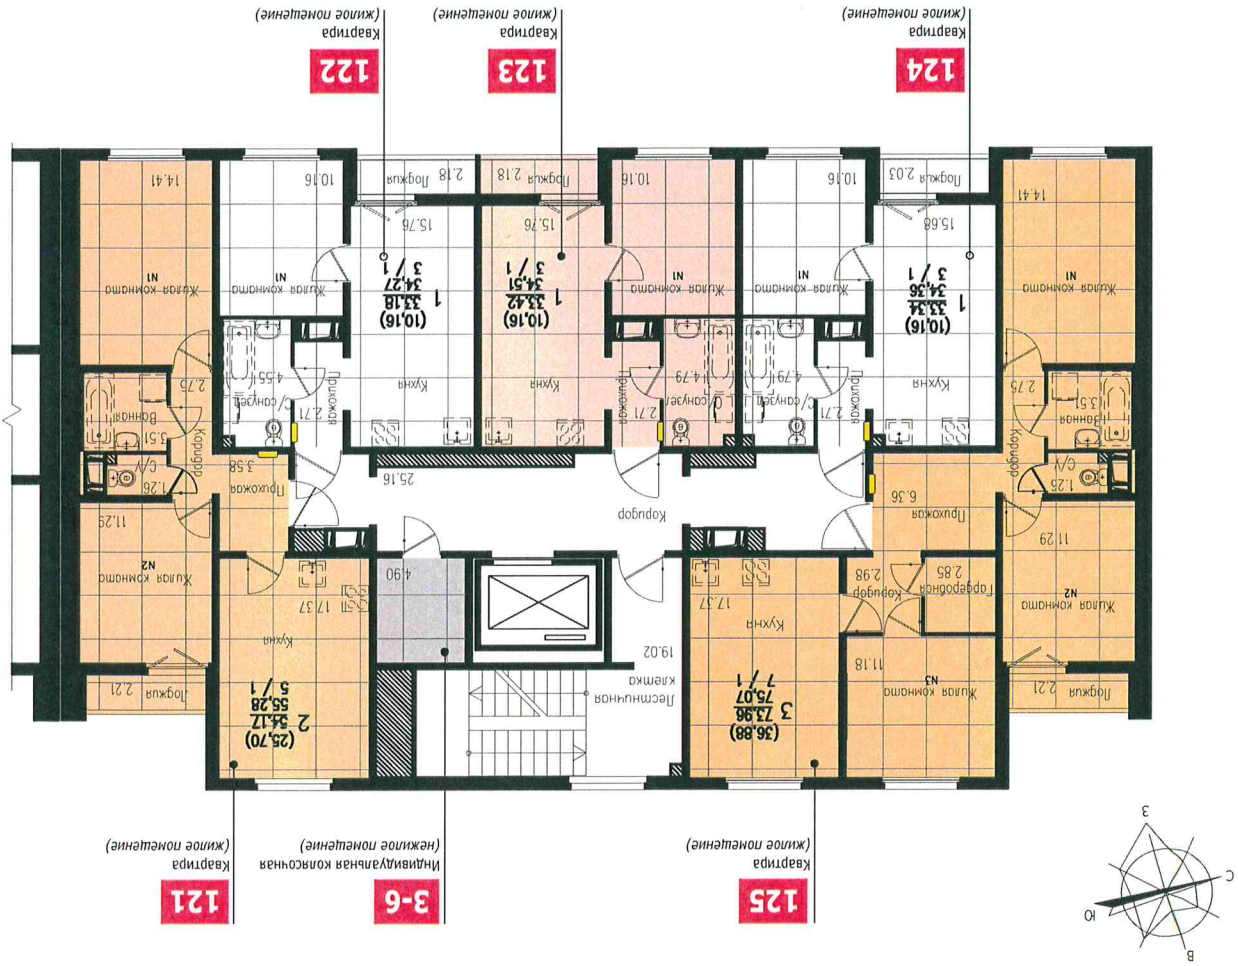 В
Ю
С
З
125
Квартира
(жилое помещение)
3-6
Индивидуальная колясочная
(нежилое помещение)
121
Квартира
(жилое помещение)
Лоджия 2.21
Жилая комната
N2
11.29
Жилая комната
N3
11.18
Гардеробная
2.85
Коридор
2.98
3
(36,88)
73,96
75,07
7 / 1
Кухня
17.37
Лестничная
клетка
19.02
4.90
2
(25,70)
54,17
55,28
5 / 1
Кухня
17.37
Лоджия 2.21
Жилая комната
N2
11.29
С/У
1.25
Прихожая
6.36
Коридор
2.75
Ванная
3.51
Коридор
25.16
Прихожая
3.58
С/У
1.26
Коридор
2.75
Ванная
3.51
Жилая комната
N1
14.41
Кухня
15.68
1
(10,16)
33,34
34,36
3 / 1
Прихожая
2.71
С/санузел
4.79
Жилая комната
N1
10.16
Лоджия
2.03
С/санузел
4.79
Прихожая
2.71
Жилая комната
N1
10.16
Кухня
15.76
1
(10,16)
33,42
34,51
3 / 1
Лоджия 2.18
Кухня
15.76
1
(10,16)
33,18
34,27
3 / 1
Лоджия 2.18
Прихожая
2.71
С/санузел
4.55
Жилая комната
N1
10.16
Жилая комната
N1
14.41
124
Квартира
(жилое помещение)
123
Квартира
(жилое помещение)
122
Квартира
(жилое помещение)